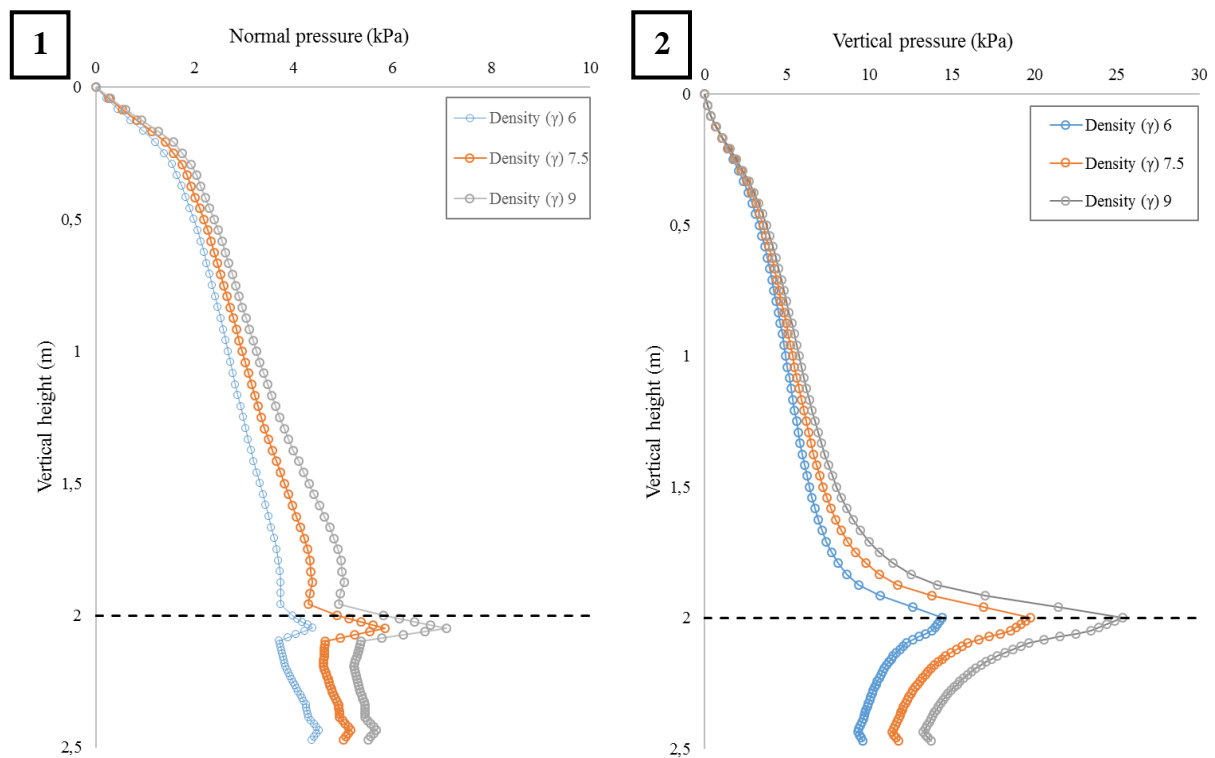 1
Normal pressure (kPa)
0 2 4 6 8 10
0
0,5
1
1,5
2
2,5
Vertical height (m)
Density (γ) 6
Density (γ) 7.5
Density (γ) 9
2
Vertical pressure (kPa)
0 5 10 15 20 25 30
0
0,5
1
1,5
2
2,5
Vertical height (m)
Density (γ) 6
Density (γ) 7.5
Density (γ) 9